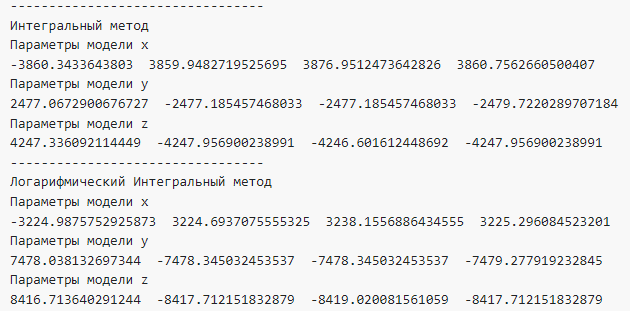 ---------------------------------
Интегральный метод
Параметры модели x
-3860.3433643803  3859.9482719525695  3876.9512473642826  3860.7562660500407
Параметры модели y
2477.0672900676727  -2477.185457468033  -2477.185457468033  -2479.7220289707184
Параметры модели z
4247.336092114449  -4247.956900238991  -4246.601612448692  -4247.956900238991
---------------------------------
Логарифмический Интегральный метод
Параметры модели x
-3224.9875752925873  3224.6937075555325  3238.1556886434555  3225.296084523201
Параметры модели y
7478.038132697344  -7478.345032453537  -7478.345032453537  -7479.277919232845
Параметры модели z
8416.713640291244  -8417.712151832879  -8419.020081561059  -8417.712151832879